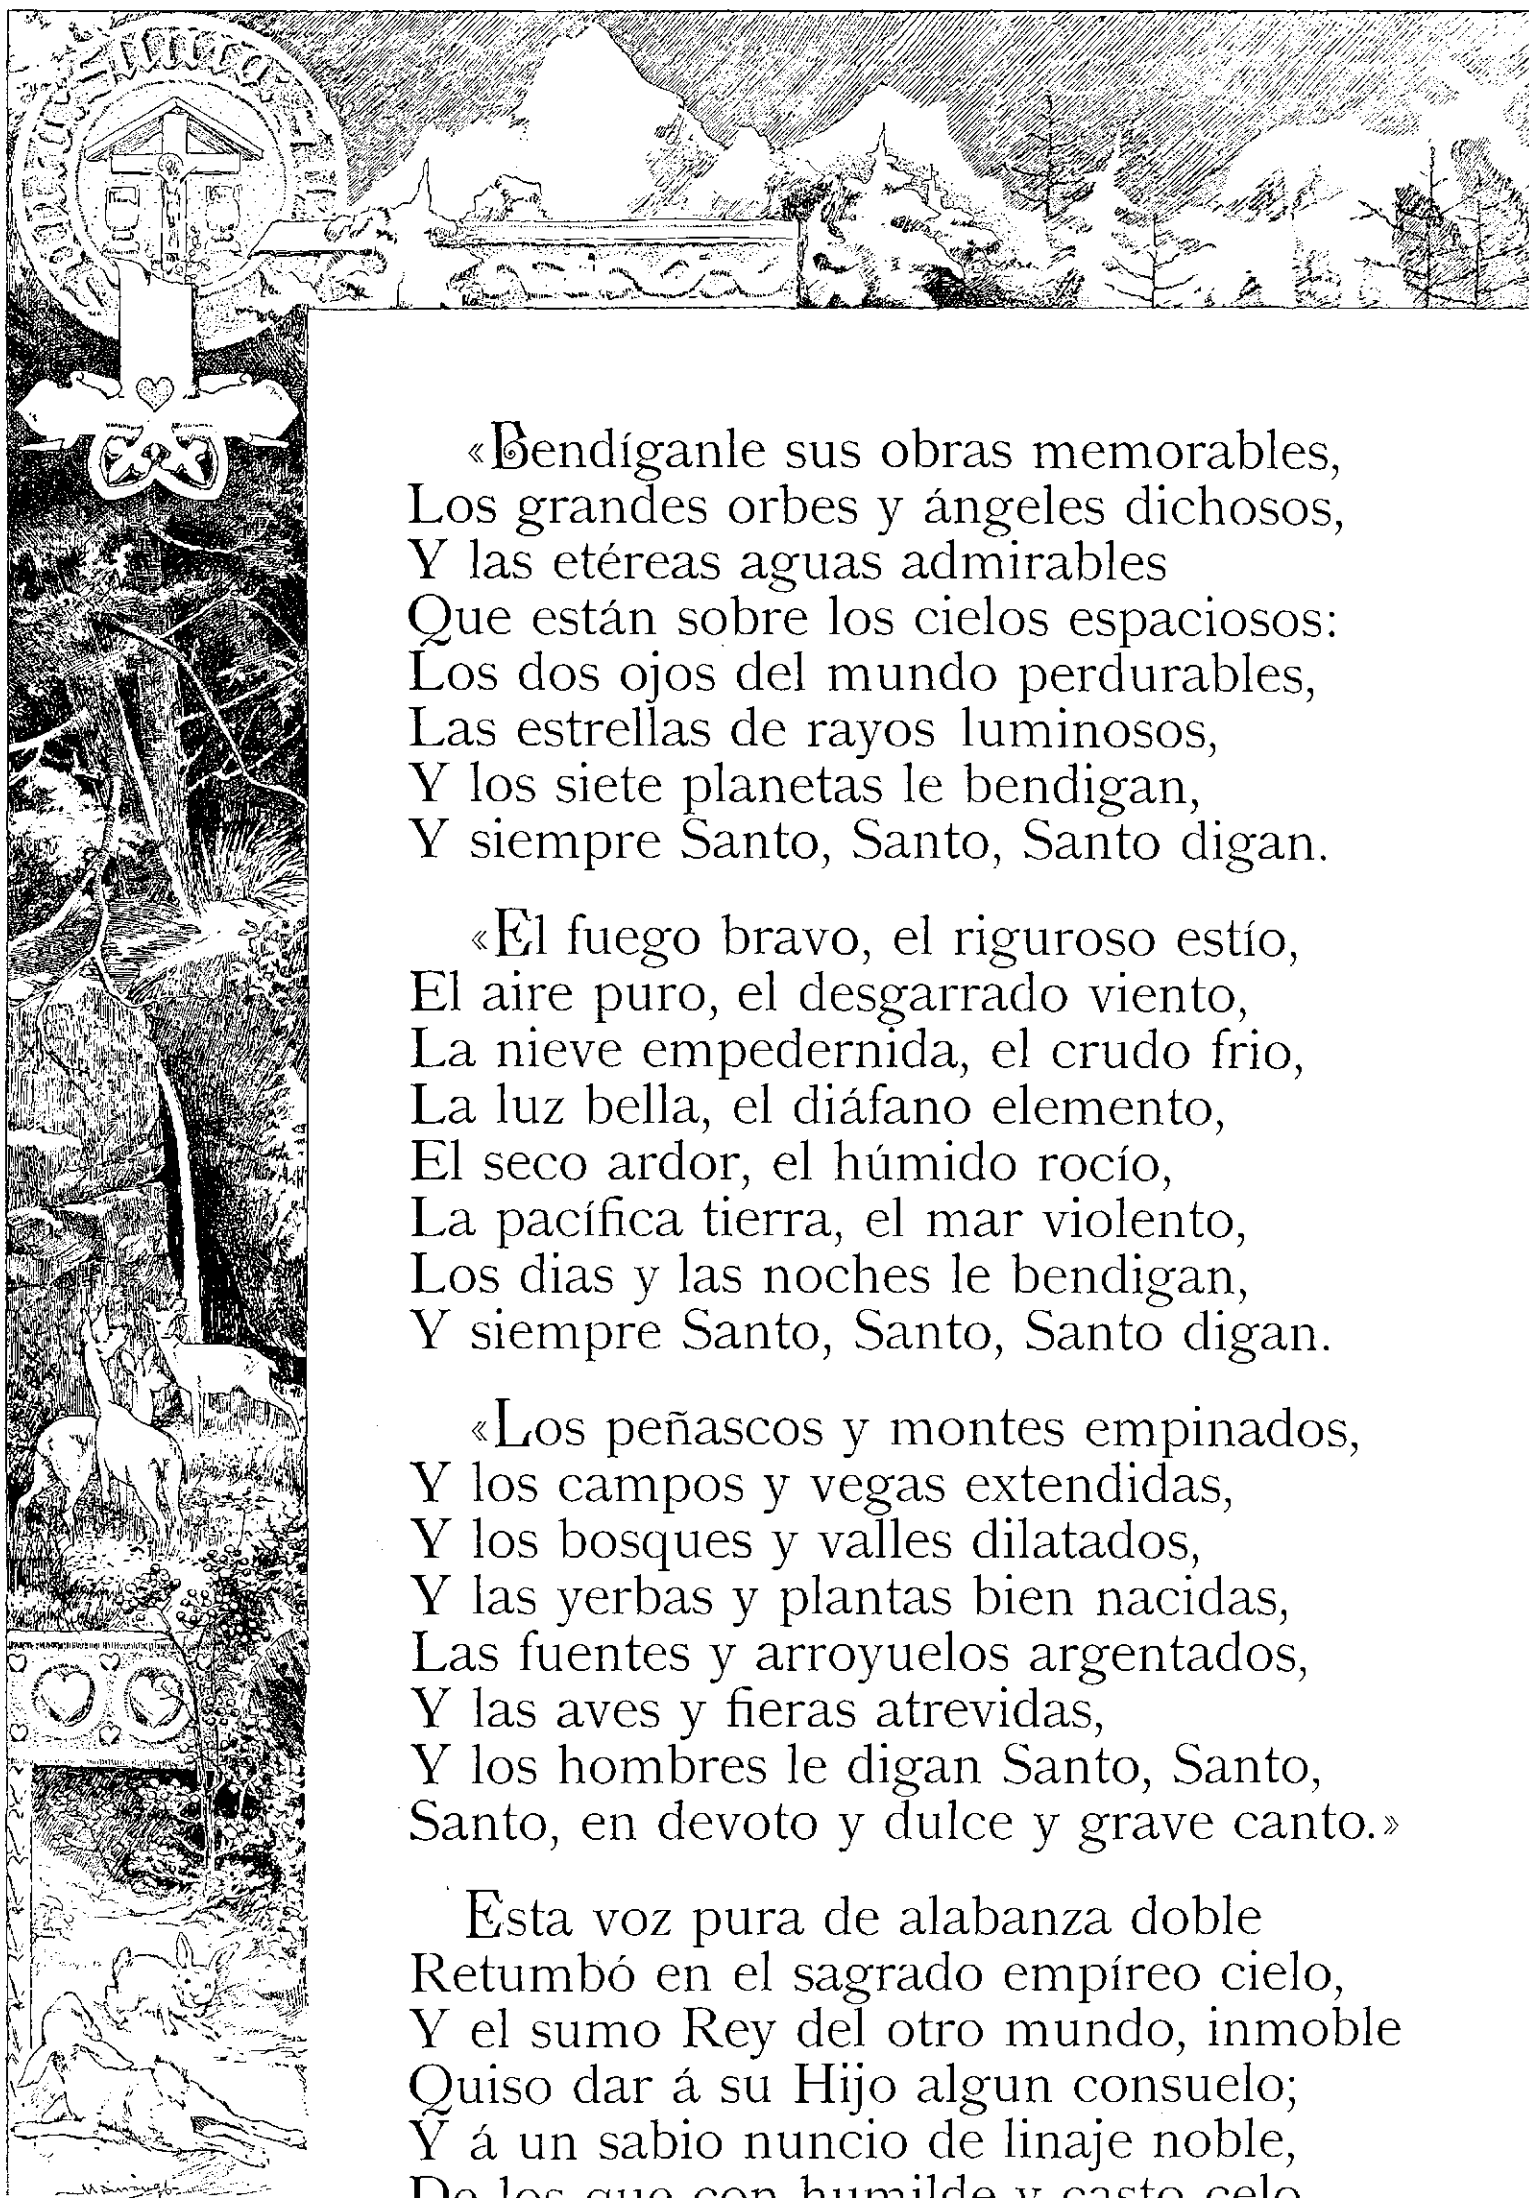 «Bendíganle sus obras memorables,
Los grandes orbes y ángeles dichosos,
Y las etéreas aguas admirables
Que están sobre los cielos espaciosos:
Los dos ojos del mundo perdurables,
Las estrellas de rayos luminosos,
Y los siete planetas le bendigan,
Y siempre Santo, Santo, Santo digan.
«El fuego bravo, el riguroso estío,
El aire puro, el desgarrado viento,
La nieve empedernida, el crudo frio,
La luz bella, el diáfano elemento,
El seco ardor, el húmido rocío,
La pacífica tierra, el mar violento,
Los dias y las noches le bendigan,
Y siempre Santo, Santo, Santo digan.
«Los peñascos y montes empinados,
Y los campos y vegas extendidas,
Y los bosques y valles dilatados,
Y las yerbas y plantas bien nacidas,
Las fuentes y arroyuelos argentados,
Y las aves y fieras atrevidas,
Y los hombres le digan Santo, Santo,
Santo, en devoto y dulce y grave canto.»
Esta voz pura de alabanza doble
Retumbó en el sagrado empíreo cielo,
Y el sumo Rey del otro mundo, inmoble
Quiso dar á su Hijo algun consuelo;
Y á un sabio nuncio de linaje noble,
De los que con humilde y casto celo